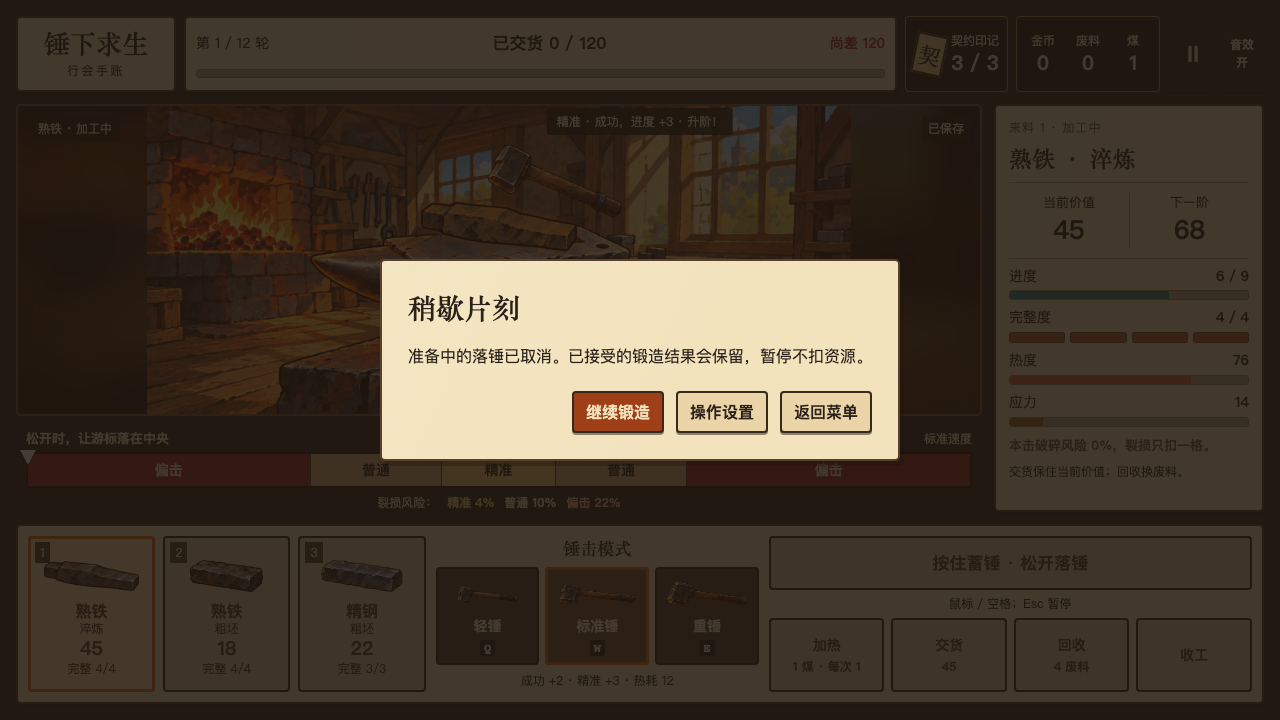 锤下求生
行会手账
第 1 / 12 轮
已交货 0 / 120
尚差 120
契
契约印记
3 / 3
金币
0
废料
0
煤
1
音效
开
熟铁 · 加工中
精准 · 成功，进度 +3 · 升阶！
已保存
来料 1 · 加工中
熟铁 · 淬炼
当前价值
45
下一阶
68
进度
6 / 9
完整度
4 / 4
热度
76
应力
14
本击破碎风险 0%，裂损只扣一格。
交货保住当前价值；回收换废料。
稍歇片刻
准备中的落锤已取消。已接受的锻造结果会保留，暂停不扣资源。
继续锻造
操作设置
返回菜单
松开时，让游标落在中央
标准速度
偏击
普通
精准
普通
偏击
裂损风险： 精准 4% 普通 10% 偏击 22%
1
熟铁
淬炼
45
完整 4/4
2
熟铁
粗坯
18
完整 4/4
3
精钢
粗坯
22
完整 3/3
锤击模式
轻锤
Q
标准锤
W
重锤
E
成功 +2 · 精准 +3 · 热耗 12
按住蓄锤 · 松开落锤
鼠标 / 空格；Esc 暂停
加热
1 煤 · 每次 1
交货
45
回收
4 废料
收工